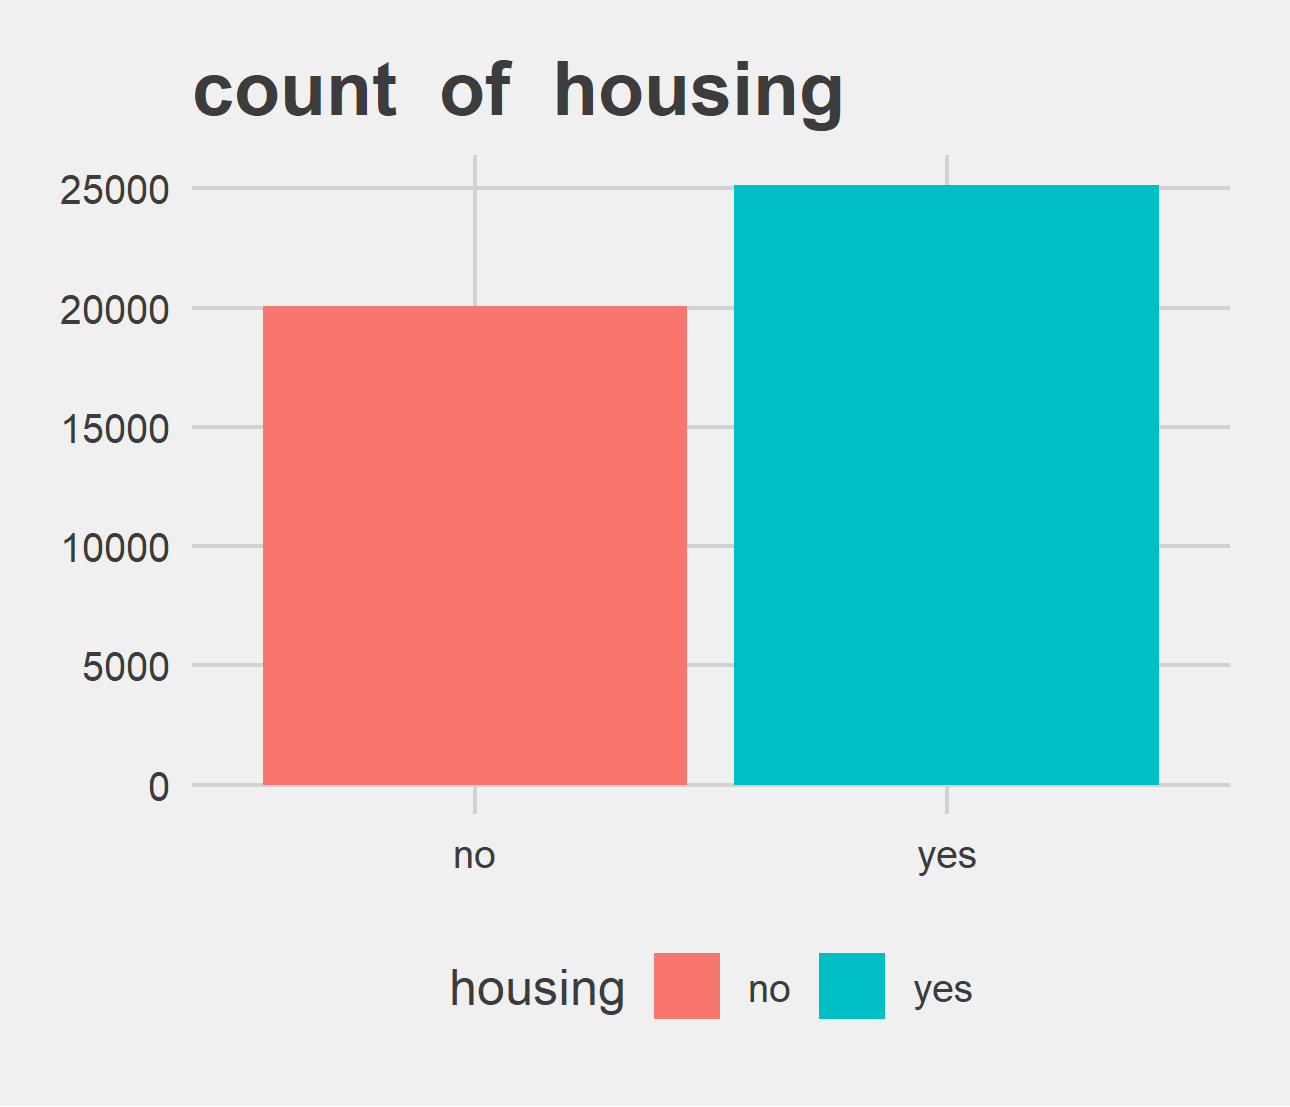 count of housing
25000
20000
15000
10000
5000
0
no yes
housing no yes